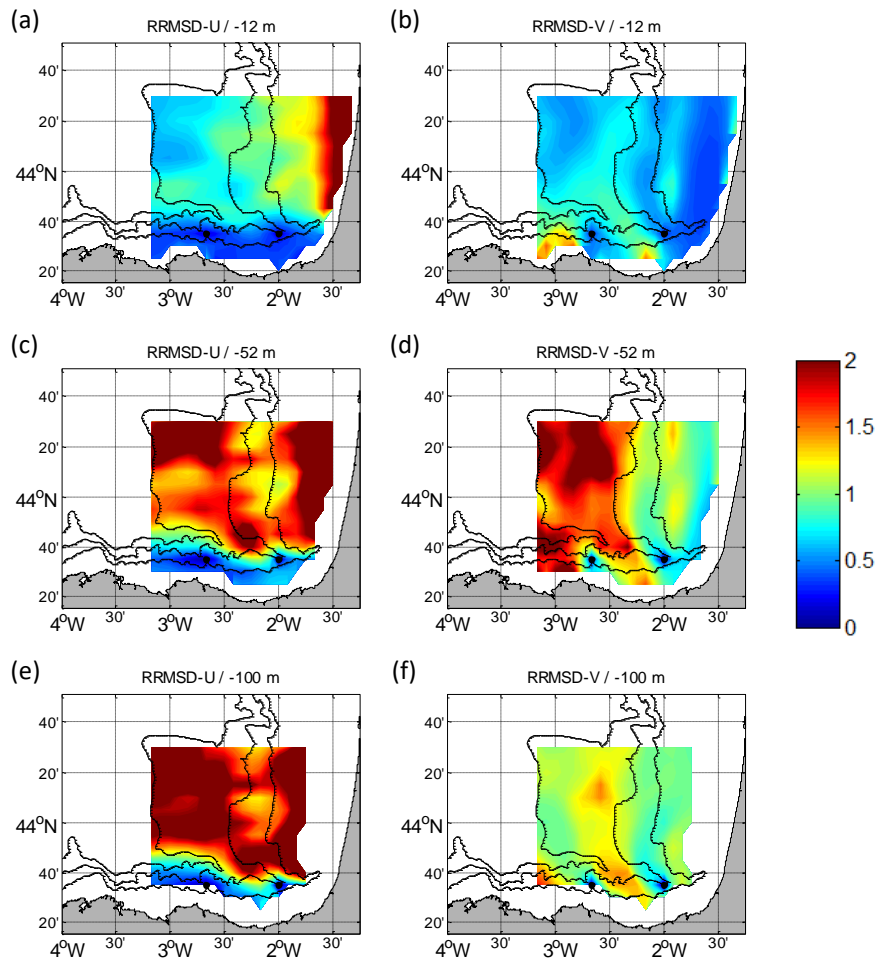 (a) (b)
RRMSD-U / -12 m RRMSD-V / -12 m
40' 40'
20' 20'
44°N 44°N
40' 40'
20' 20'
4°W 30' 3°W 30' 2°W 30' 4°W 30' 3°W 30' 2°W 30'
(c) (d)
RRMSD-U / -52 m RRMSD-V -52 m
40' 40' 2
20' 20' 1.5
44°N 44°N 1
40' 40' 0.5
20' 20' 0
4°W 30' 3°W 30' 2°W 30' 4°W 30' 3°W 30' 2°W 30'
(e) (f)
RRMSD-U / -100 m RRMSD-V / -100 m
40' 40'
20' 20'
44°N 44°N
40' 40'
20' 20'
4°W 30' 3°W 30' 2°W 30' 4°W 30' 3°W 30' 2°W 30'